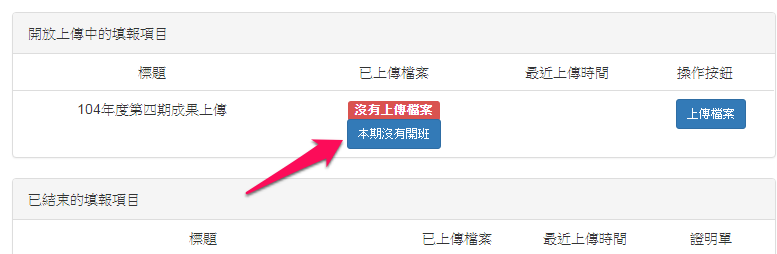 開放上傳中的填報項目
標題 已上傳檔案 最近上傳時間 操作按鈕
104年度第四期成果上傳 沒有上傳檔案 上傳檔案
本期沒有開班
已結束的填報項目
標題 已上傳檔案 最近上傳時間 證明單